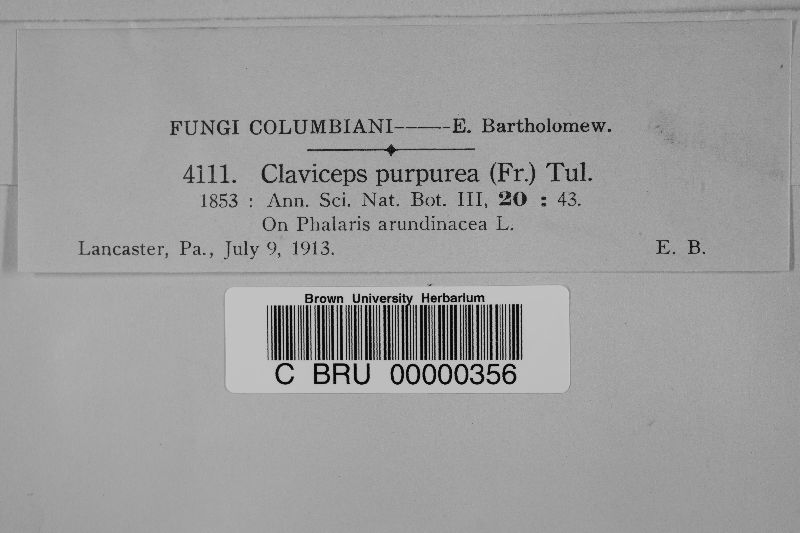 FUNGI COLUMBIANI——E. Bartholomew.
4111. Claviceps purpurea (Fr.) Tul.
1853 : Ann. Sci. Nat. Bot. III, 20 : 43.
On Phalaris arundinacea L.
Lancaster, Pa., July 9, 1913. E. B.
Brown University Herbarium
C BRU 00000356